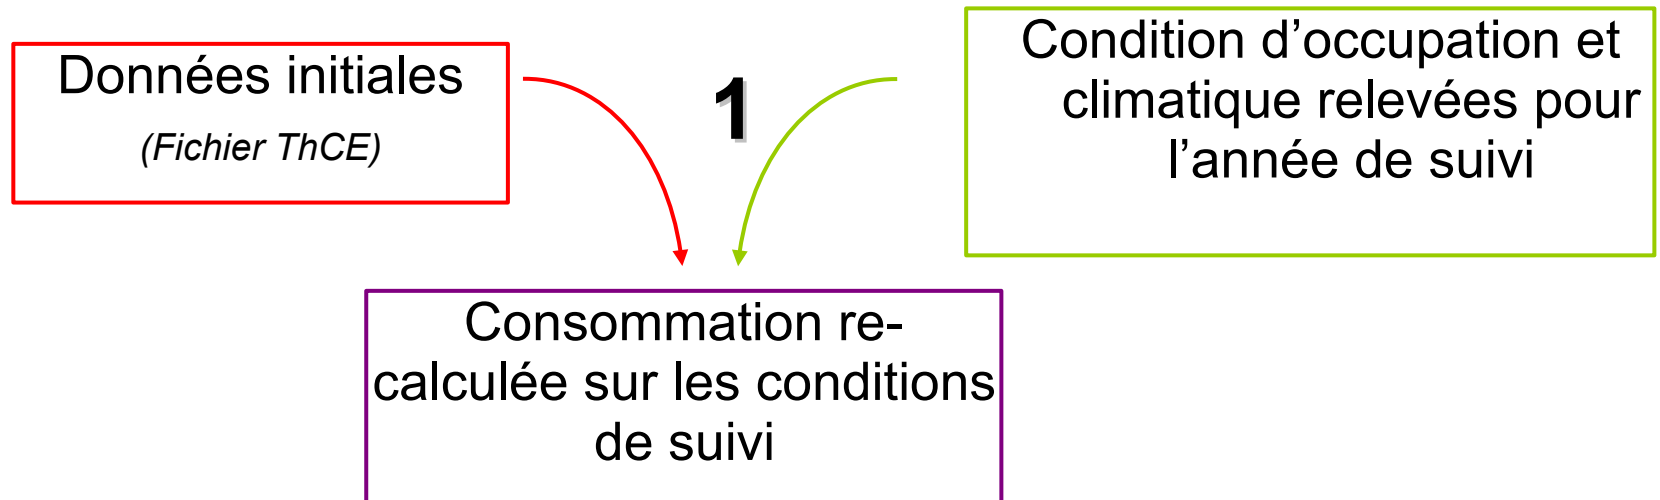 Données initiales
(Fichier ThCE)
1
Condition d’occupation et
climatique relevées pour
l’année de suivi
Consommation re-
calculée sur les conditions
de suivi